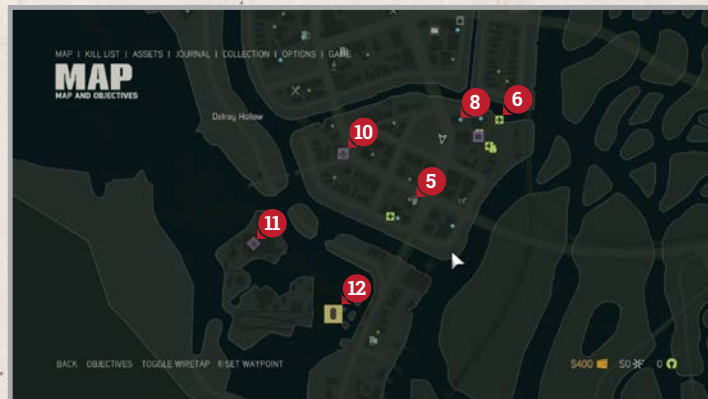 MAP | KILL LIST | ASSETS | JOURNAL | COLLECTION | OPTIONS | GAME
MAP
MAP AND OBJECTIVES
8
6
Delray Hollow
10
5
11
12
BACK OBJECTIVES TOGGLE WIRETAP SET WAYPOINT
$400 $0 0